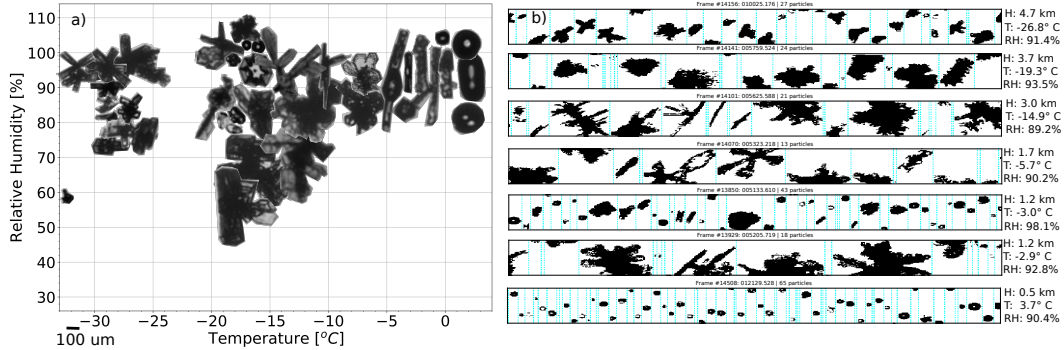 a)
Relative Humidity [%]
110
100
90
80
70
60
50
40
30
−30
−25
−20
−15
−10
−5
0
Temperature [°C]
100 um
b)
Frame #14156: 010025.176 | 27 particles
H: 4.7 km
T: -26.8° C
RH: 91.4%
Frame #14141: 005759.524 | 24 particles
H: 3.7 km
T: -19.3° C
RH: 93.5%
Frame #14101: 005625.588 | 21 particles
H: 3.0 km
T: -14.9° C
RH: 89.2%
Frame #14070: 005323.218 | 13 particles
H: 1.7 km
T: -5.7° C
RH: 90.2%
Frame #13850: 005133.610 | 43 particles
H: 1.2 km
T: -3.0° C
RH: 98.1%
Frame #13929: 005205.719 | 18 particles
H: 1.2 km
T: -2.9° C
RH: 92.8%
Frame #14508: 012129.528 | 65 particles
H: 0.5 km
T: 3.7° C
RH: 90.4%